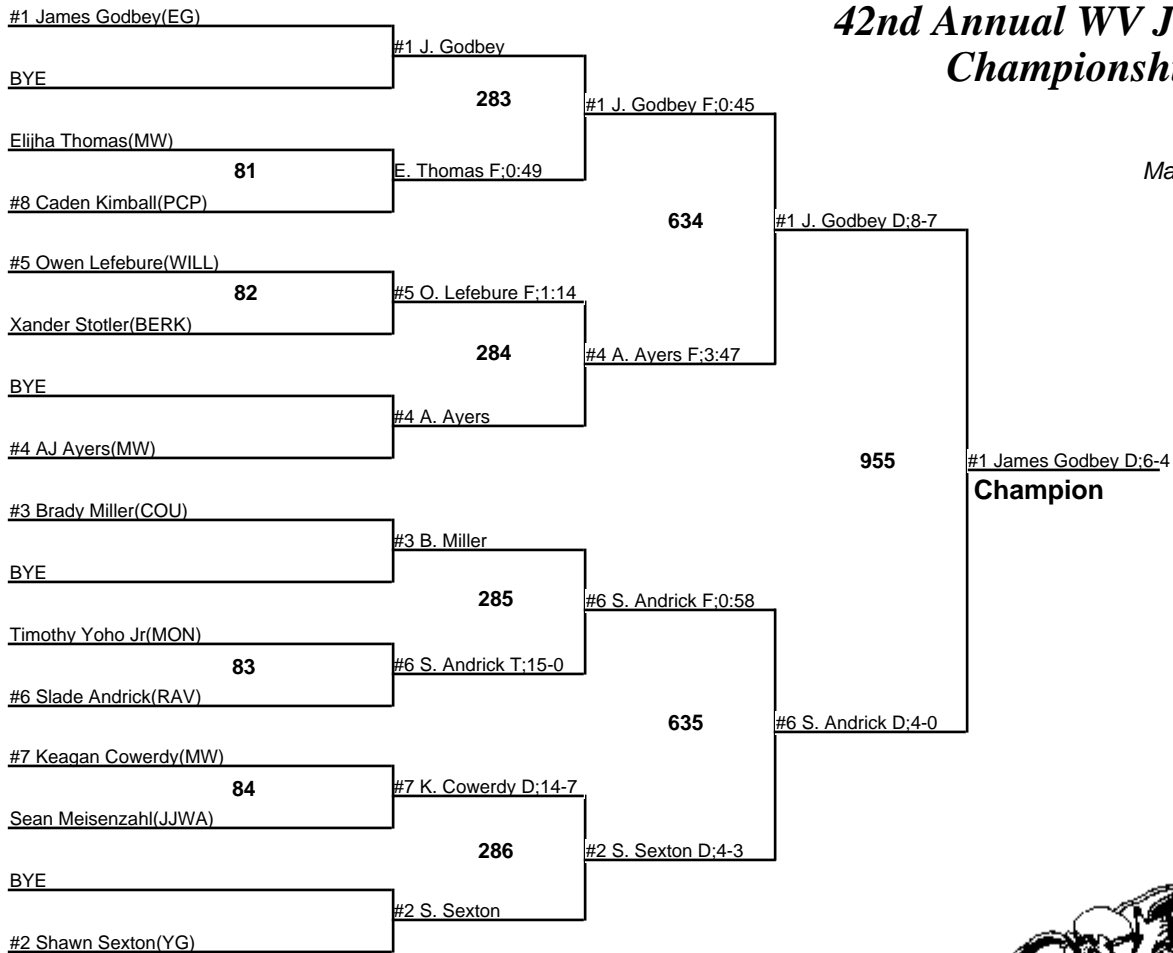 #1 James Godbey(EG)
42nd Annual WV J
Championsh
#1 J. Godbey
BYE
283
#1 J. Godbey F;0:45
Elijha Thomas(MW)
81
E. Thomas F;0:49
Ma
#8 Caden Kimball(PCP)
634
#1 J. Godbey D;8-7
#5 Owen Lefebure(WILL)
82
#5 O. Lefebure F;1:14
Xander Stotler(BERK)
284
#4 A. Ayers F;3:47
BYE
#4 A. Ayers
#4 AJ Ayers(MW)
955
#1 James Godbey D;6-4
Champion
#3 Brady Miller(COU)
#3 B. Miller
BYE
285
#6 S. Andrick F;0:58
Timothy Yoho Jr(MON)
83
#6 S. Andrick T;15-0
#6 Slade Andrick(RAV)
635
#6 S. Andrick D;4-0
#7 Keagan Cowerdy(MW)
84
#7 K. Cowerdy D;14-7
Sean Meisenzahl(JJWA)
286
#2 S. Sexton D;4-3
BYE
#2 S. Sexton
#2 Shawn Sexton(YG)